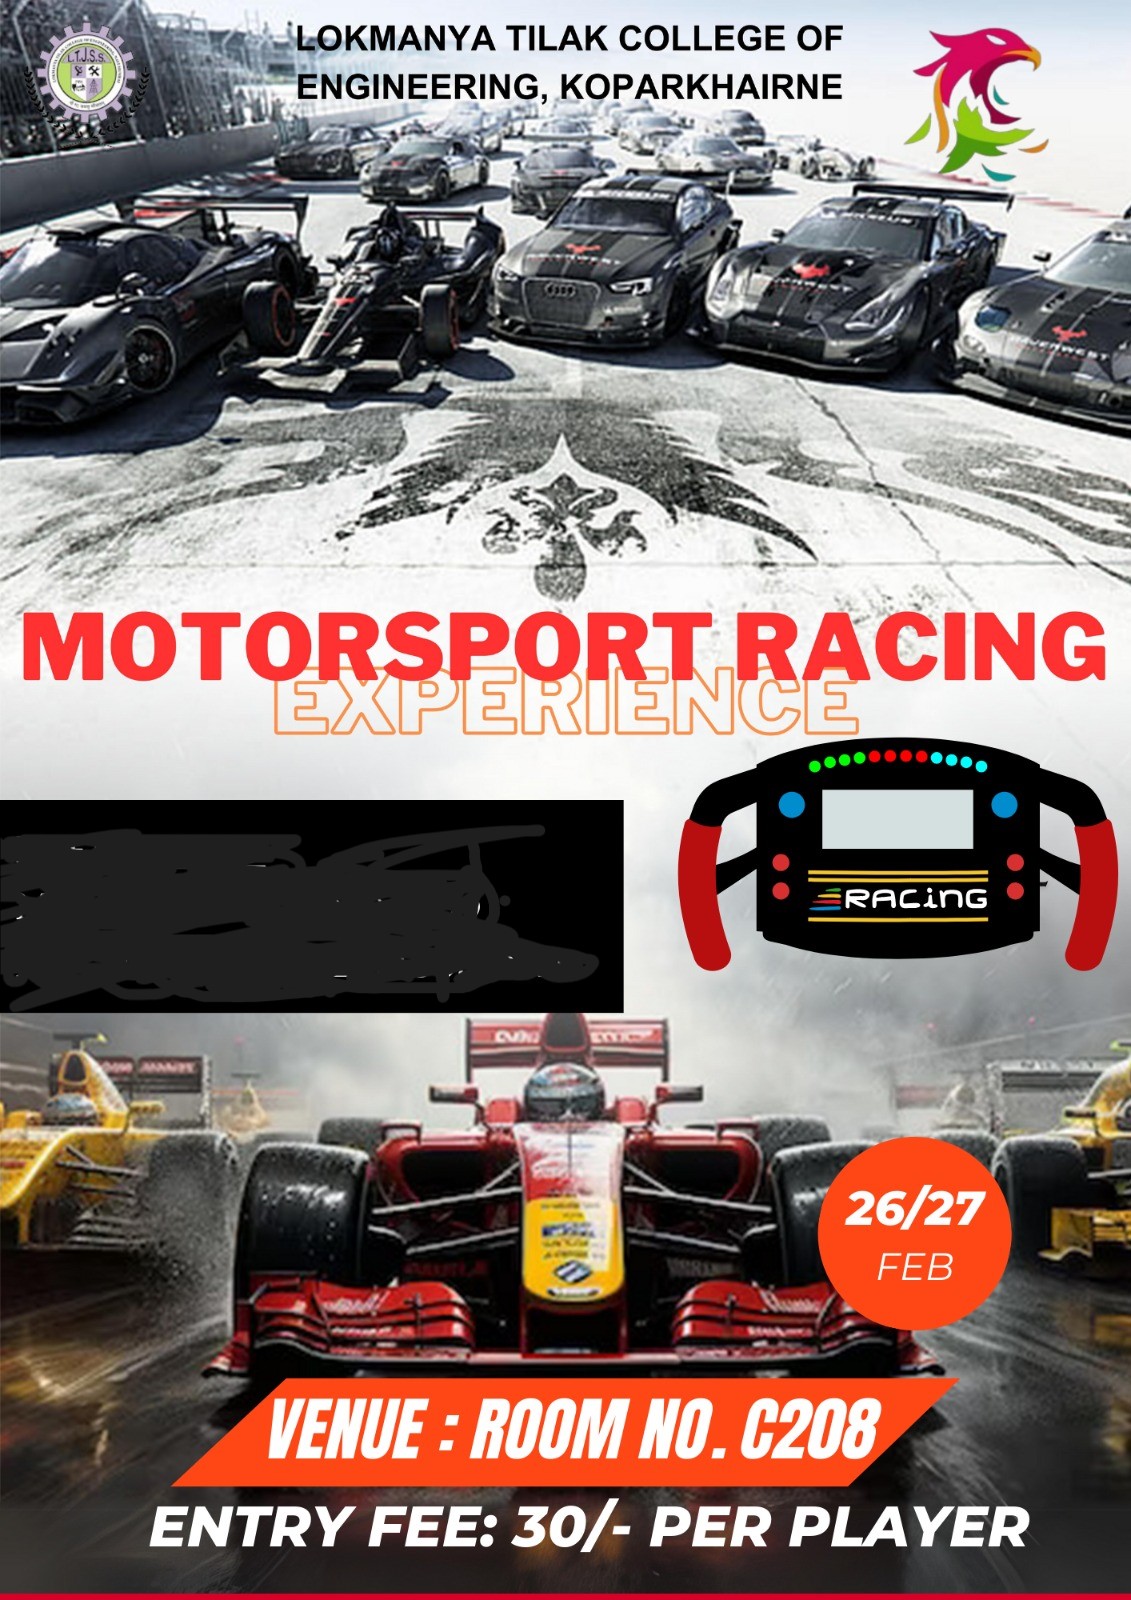 LOKMANYA TILAK COLLEGE OF
ENGINEERING, KOPARKHAIRNE
L.T.J.S.S.
MOTORSPORT RACING
EXPERIENCE
RACING
26/27
FEB
VENUE : ROOM NO. C208
ENTRY FEE: 30/- PER PLAYER